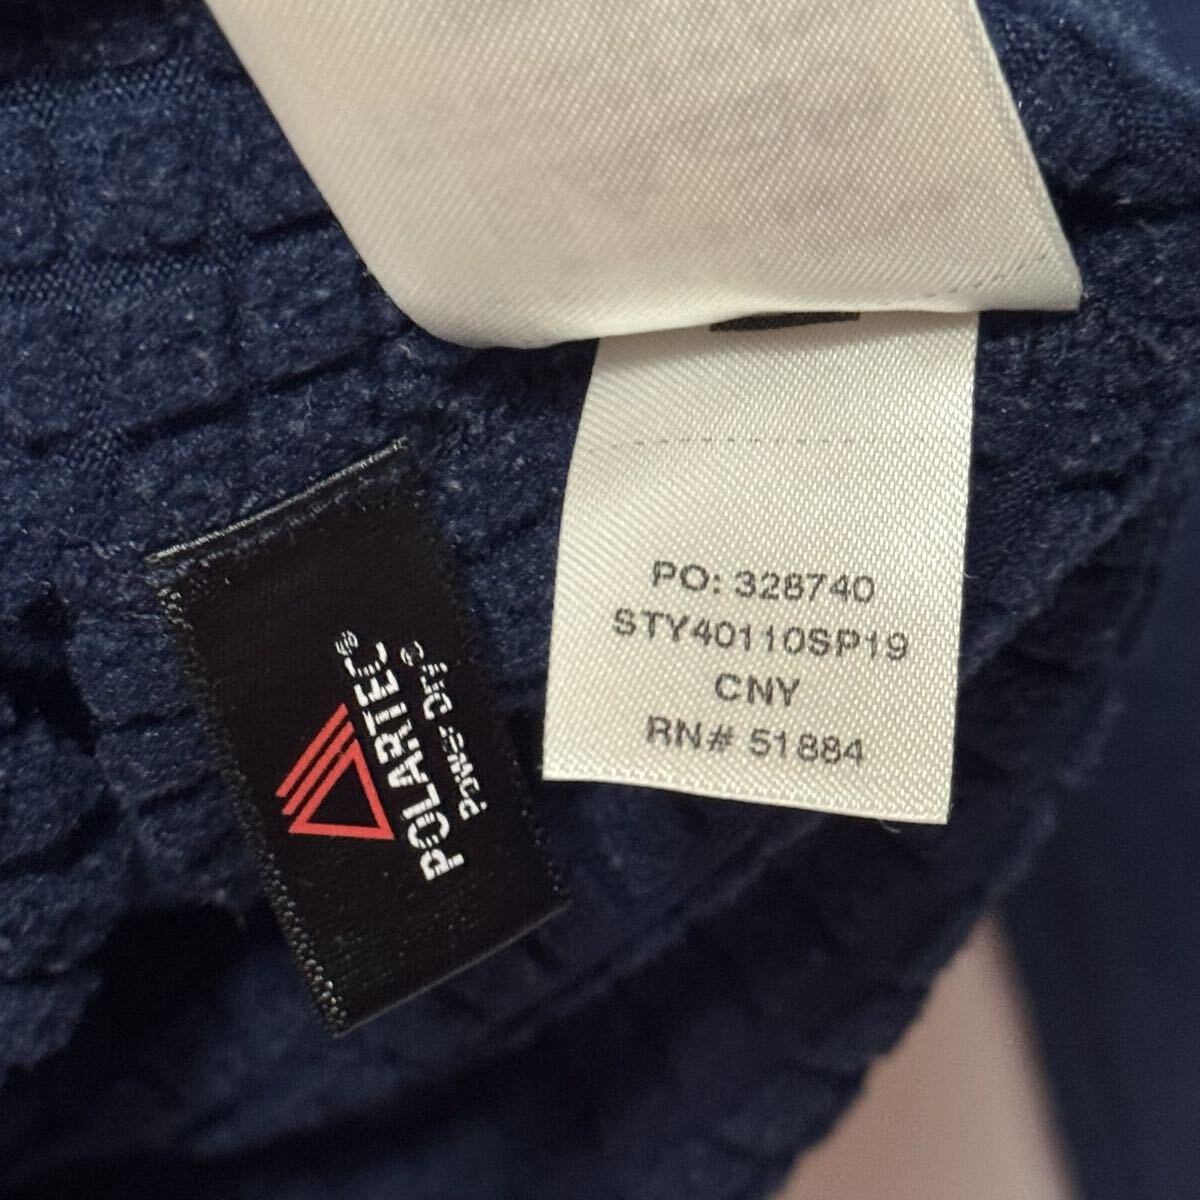 PO: 328740
STY40110SP19
CNY
RN# 51884
POLARTEC®
POWER DRY®